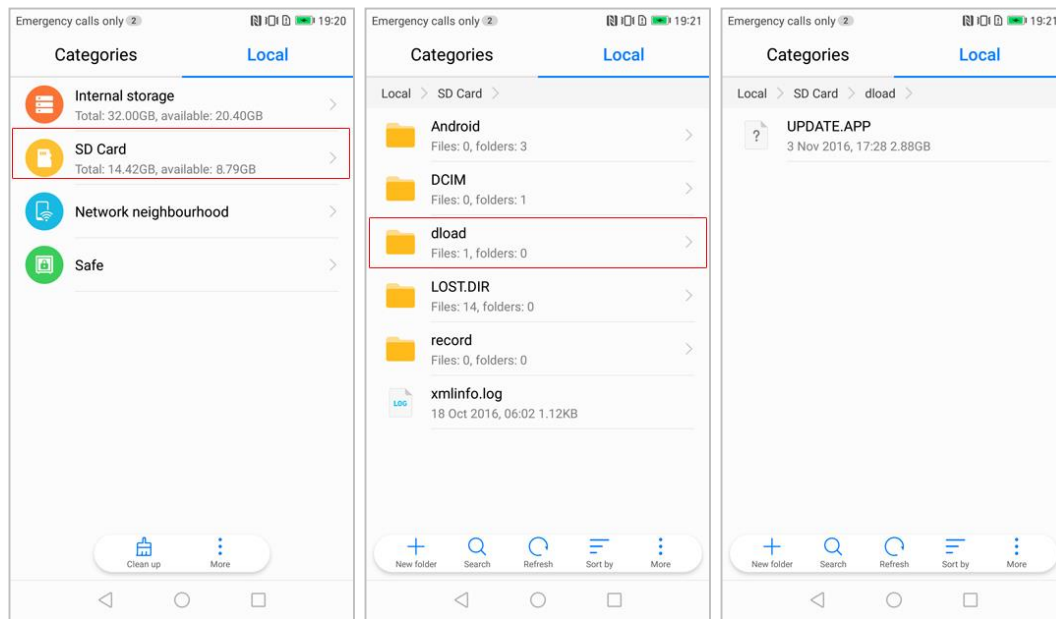 Emergency calls only 2 19:20
Categories Local
Internal storage
Total: 32.00GB, available: 20.40GB
SD Card
Total: 14.42GB, available: 8.79GB
Network neighbourhood
Safe
Clean up More
Emergency calls only 2 19:21
Categories Local
Local SD Card
Android
Files: 0, folders: 3
DCIM
Files: 0, folders: 1
dload
Files: 1, folders: 0
LOST.DIR
Files: 14, folders: 0
record
Files: 0, folders: 0
LOG
xmlinfo.log
18 Oct 2016, 06:02 1.12KB
New folder Search Refresh Sort by More
Emergency calls only 2 19:21
Categories Local
Local SD Card dload
?
UPDATE.APP
3 Nov 2016, 17:28 2.88GB
New folder Search Refresh Sort by More